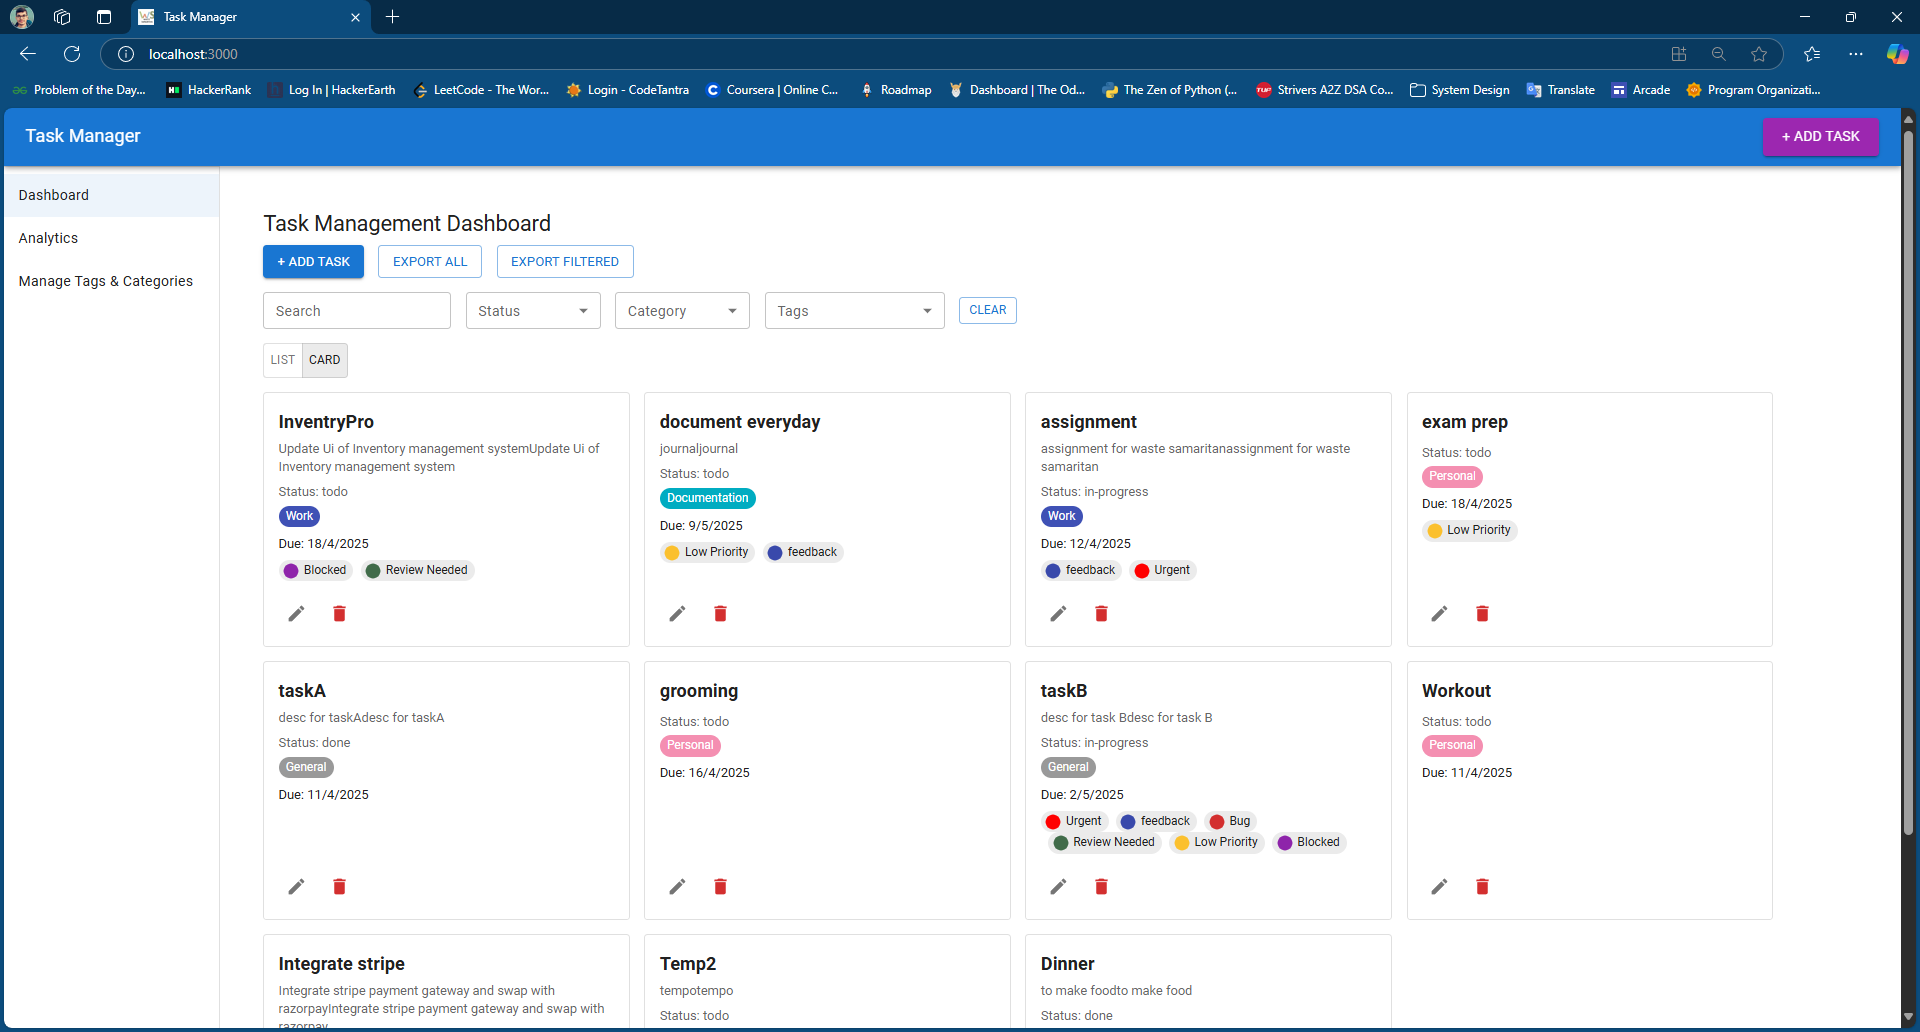 Task Manager
localhost:3000
Problem of the Day...
HackerRank
Log In | HackerEarth
LeetCode - The Wor...
Login - CodeTantra
Coursera | Online C...
Roadmap
Dashboard | The Od...
The Zen of Python (...
Strivers A2Z DSA Co...
System Design
Translate
Arcade
Program Organizati...
Task Manager
+ ADD TASK
Dashboard
Analytics
Manage Tags & Categories
Task Management Dashboard
+ ADD TASK
EXPORT ALL
EXPORT FILTERED
Search
Status
Category
Tags
CLEAR
LIST
CARD
InventryPro
Update Ui of Inventory management systemUpdate Ui of
Inventory management system
Status: todo
Work
Due: 18/4/2025
Blocked
Review Needed
document everyday
journaljournal
Status: todo
Documentation
Due: 9/5/2025
Low Priority
feedback
assignment
assignment for waste samaritanassignment for waste
samaritan
Status: in-progress
Work
Due: 12/4/2025
feedback
Urgent
exam prep
Status: todo
Personal
Due: 18/4/2025
Low Priority
taskA
desc for taskAdesc for taskA
Status: done
General
Due: 11/4/2025
grooming
Status: todo
Personal
Due: 16/4/2025
taskB
desc for task Bdesc for task B
Status: in-progress
General
Due: 2/5/2025
Urgent
feedback
Bug
Review Needed
Low Priority
Blocked
Workout
Status: todo
Personal
Due: 11/4/2025
Integrate stripe
Integrate stripe payment gateway and swap with
razorpayIntegrate stripe payment gateway and swap with
razorpay
Temp2
tempotempo
Status: todo
Dinner
to make foodto make food
Status: done